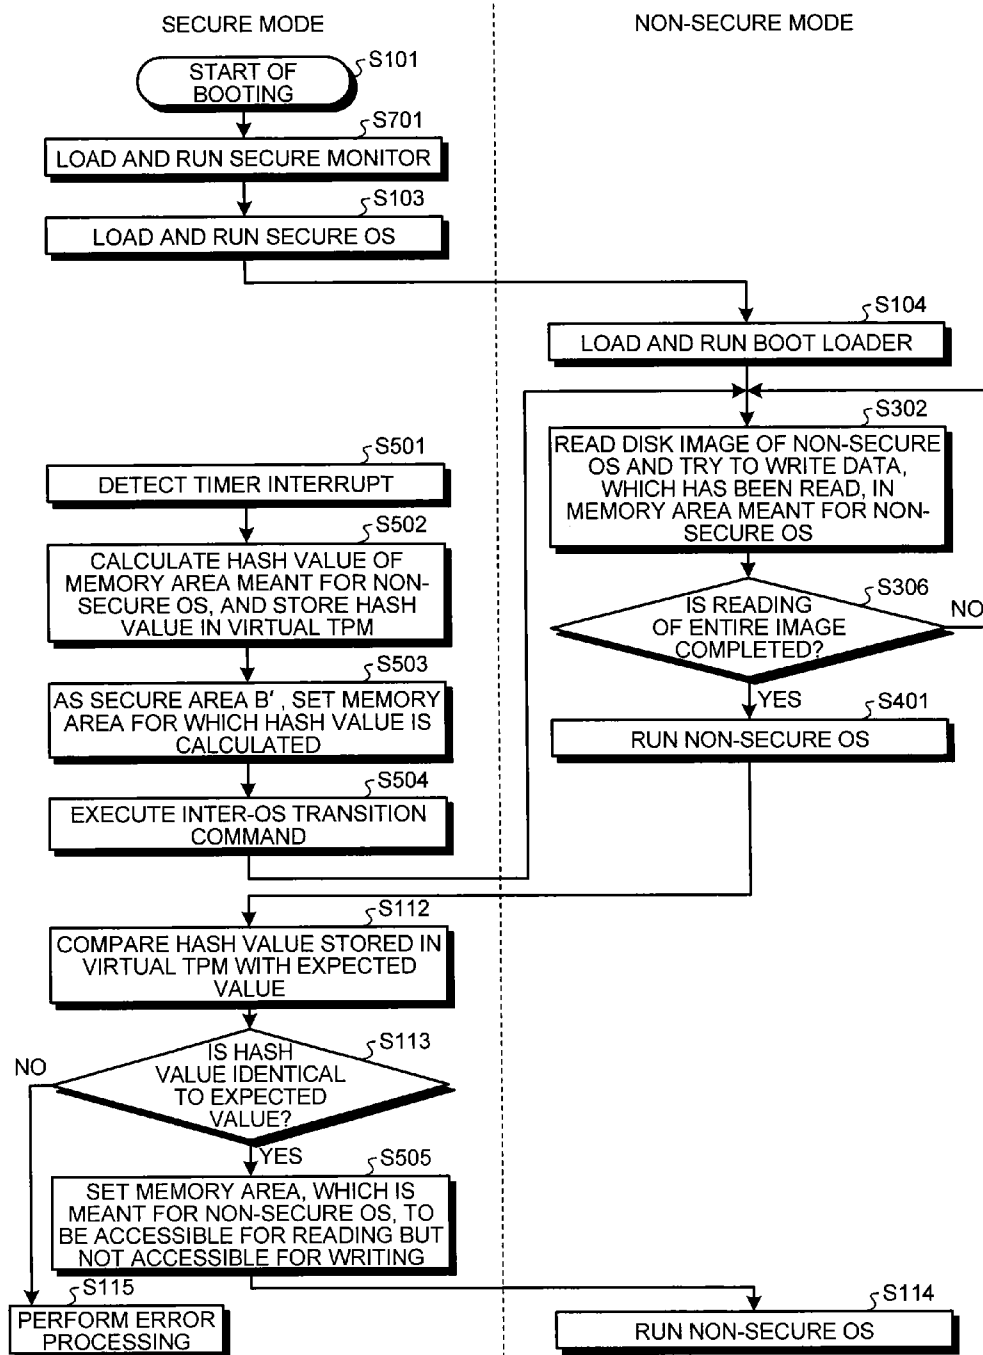 SECURE MODE
NON-SECURE MODE
S101
START OF
BOOTING
S701
LOAD AND RUN SECURE MONITOR
S103
LOAD AND RUN SECURE OS
S104
LOAD AND RUN BOOT LOADER
S302
READ DISK IMAGE OF NON-SECURE
OS AND TRY TO WRITE DATA,
WHICH HAS BEEN READ, IN
MEMORY AREA MEANT FOR NON-
SECURE OS
S306
IS READING
OF ENTIRE IMAGE
COMPLETED?
NO
YES
S401
RUN NON-SECURE OS
S501
DETECT TIMER INTERRUPT
S502
CALCULATE HASH VALUE OF
MEMORY AREA MEANT FOR NON-
SECURE OS, AND STORE HASH
VALUE IN VIRTUAL TPM
S503
AS SECURE AREA B′, SET MEMORY
AREA FOR WHICH HASH VALUE IS
CALCULATED
S504
EXECUTE INTER-OS TRANSITION
COMMAND
S112
COMPARE HASH VALUE STORED IN
VIRTUAL TPM WITH EXPECTED
VALUE
S113
IS HASH
VALUE IDENTICAL
TO EXPECTED
VALUE?
NO
YES
S505
SET MEMORY AREA, WHICH IS
MEANT FOR NON-SECURE OS, TO
BE ACCESSIBLE FOR READING BUT
NOT ACCESSIBLE FOR WRITING
S115
PERFORM ERROR
PROCESSING
S114
RUN NON-SECURE OS